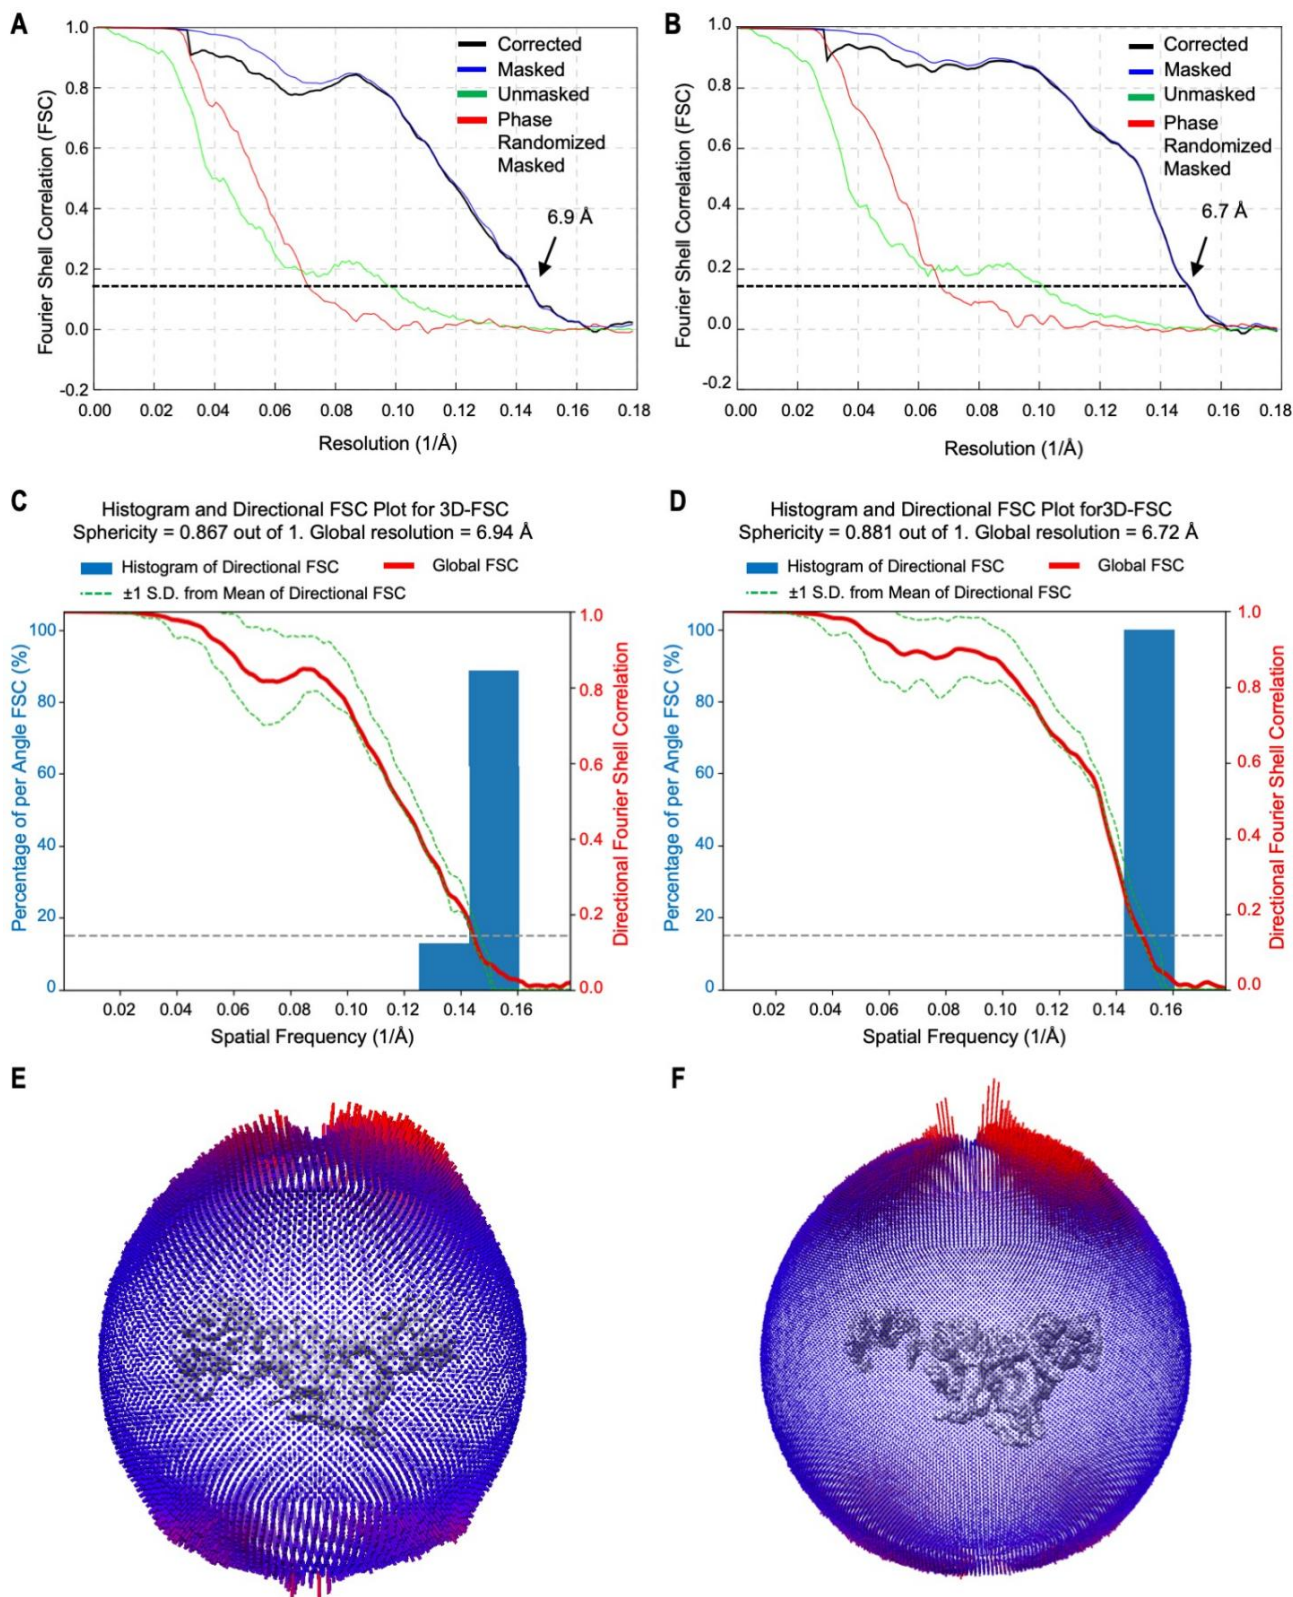 A
1.0
0.8
0.6
0.4
0.2
0.0
-0.2
Fourier Shell Correlation (FSC)
Corrected
Masked
Unmasked
Phase
Randomized
Masked
6.9 Å
0.00 0.02 0.04 0.06 0.08 0.10 0.12 0.14 0.16 0.18
Resolution (1/Å)
B
1.0
0.8
0.6
0.4
0.2
0.0
-0.2
Fourier Shell Correlation (FSC)
Corrected
Masked
Unmasked
Phase
Randomized
Masked
6.7 Å
0.00 0.02 0.04 0.06 0.08 0.10 0.12 0.14 0.16 0.18
Resolution (1/Å)
C
Histogram and Directional FSC Plot for 3D-FSC
Sphericity = 0.867 out of 1. Global resolution = 6.94 Å
Histogram of Directional FSC
Global FSC
±1 S.D. from Mean of Directional FSC
Percentage of per Angle FSC (%)
100
80
60
40
20
0
1.0
0.8
0.6
0.4
0.2
0.0
Directional Fourier Shell Correlation
0.02 0.04 0.06 0.08 0.10 0.12 0.14 0.16
Spatial Frequency (1/Å)
D
Histogram and Directional FSC Plot for3D-FSC
Sphericity = 0.881 out of 1. Global resolution = 6.72 Å
Histogram of Directional FSC
Global FSC
±1 S.D. from Mean of Directional FSC
Percentage of per Angle FSC (%)
100
80
60
40
20
0
1.0
0.8
0.6
0.4
0.2
0.0
Directional Fourier Shell Correlation
0.02 0.04 0.06 0.08 0.10 0.12 0.14 0.16
Spatial Frequency (1/Å)
E
F